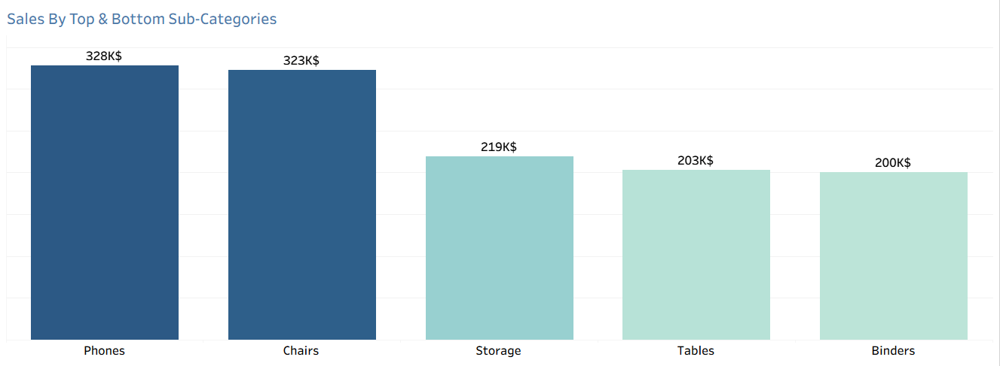 Sales By Top & Bottom Sub-Categories
328K$
323K$
219K$
203K$
200K$
Phones
Chairs
Storage
Tables
Binders